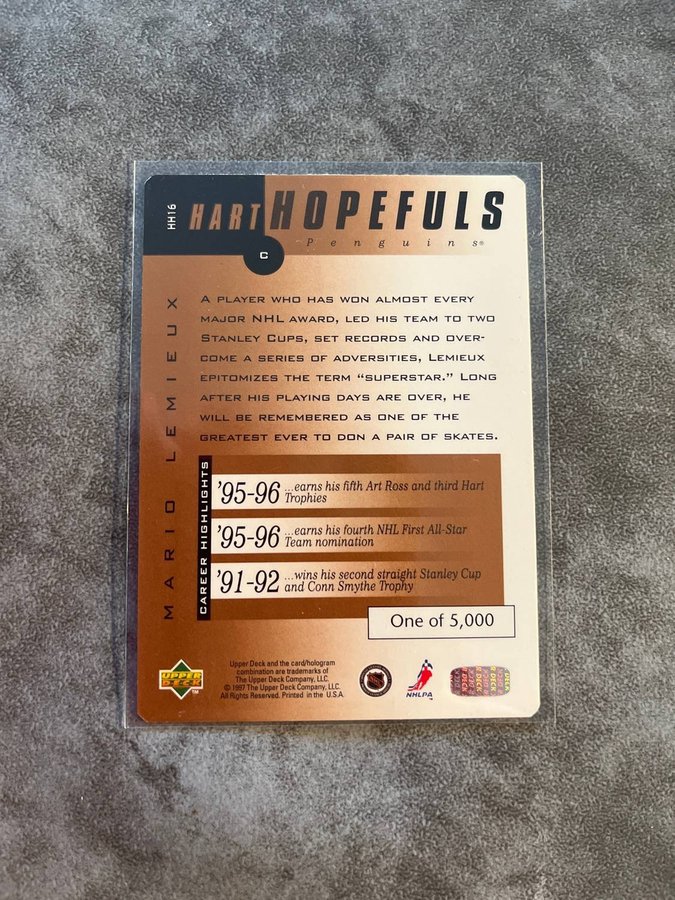 HH16
HART HOPEFULS
Penguins®
C
MARIO LEMIEUX
A PLAYER WHO HAS WON ALMOST EVERY
MAJOR NHL AWARD, LED HIS TEAM TO TWO
STANLEY CUPS, SET RECORDS AND OVER-
COME A SERIES OF ADVERSITIES, LEMIEUX
EPITOMIZES THE TERM “SUPERSTAR.” LONG
AFTER HIS PLAYING DAYS ARE OVER, HE
WILL BE REMEMBERED AS ONE OF THE
GREATEST EVER TO DON A PAIR OF SKATES.
CAREER HIGHLIGHTS
'95-96 ...earns his fifth Art Ross and third Hart
Trophies
'95-96 ...earns his fourth NHL First All-Star
Team nomination
'91-92 ...wins his second straight Stanley Cup
and Conn Smythe Trophy
One of 5,000
UPPER
DECK
TM
Upper Deck and the card/hologram
combination are trademarks of
The Upper Deck Company, LLC.
© 1997 The Upper Deck Company, LLC.
All Rights Reserved. Printed in the U.S.A.
NHLPA